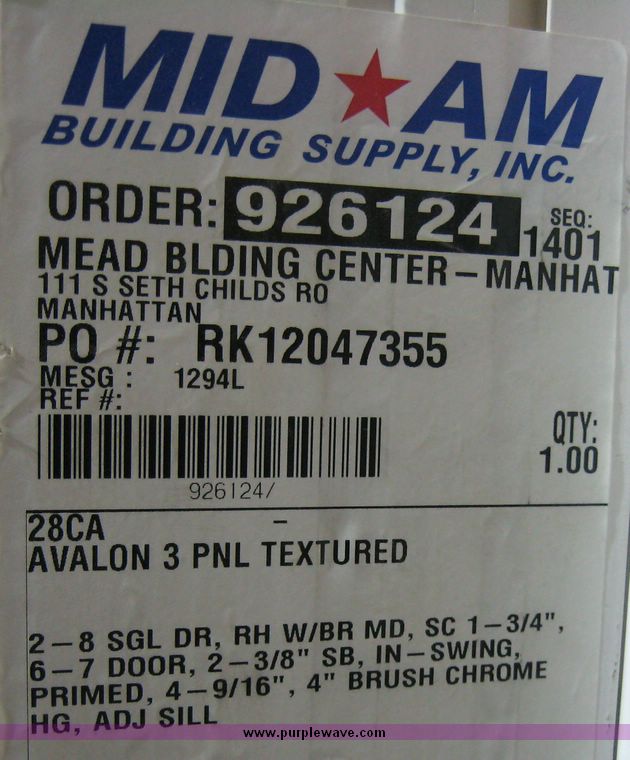 MID★AM
BUILDING SUPPLY, INC.
ORDER: 926124 SEQ: 1401
MEAD BLDING CENTER–MANHAT
111 S SETH CHILDS RO
MANHATTAN
PO #: RK12047355
MESG : 1294L
REF #:
QTY:
1.00
926124/
28CA –
AVALON 3 PNL TEXTURED
2–8 SGL DR, RH W/BR MD, SC 1–3/4",
6–7 DOOR, 2–3/8" SB, IN–SWING,
PRIMED, 4–9/16", 4" BRUSH CHROME
HG, ADJ SILL
www.purplewave.com